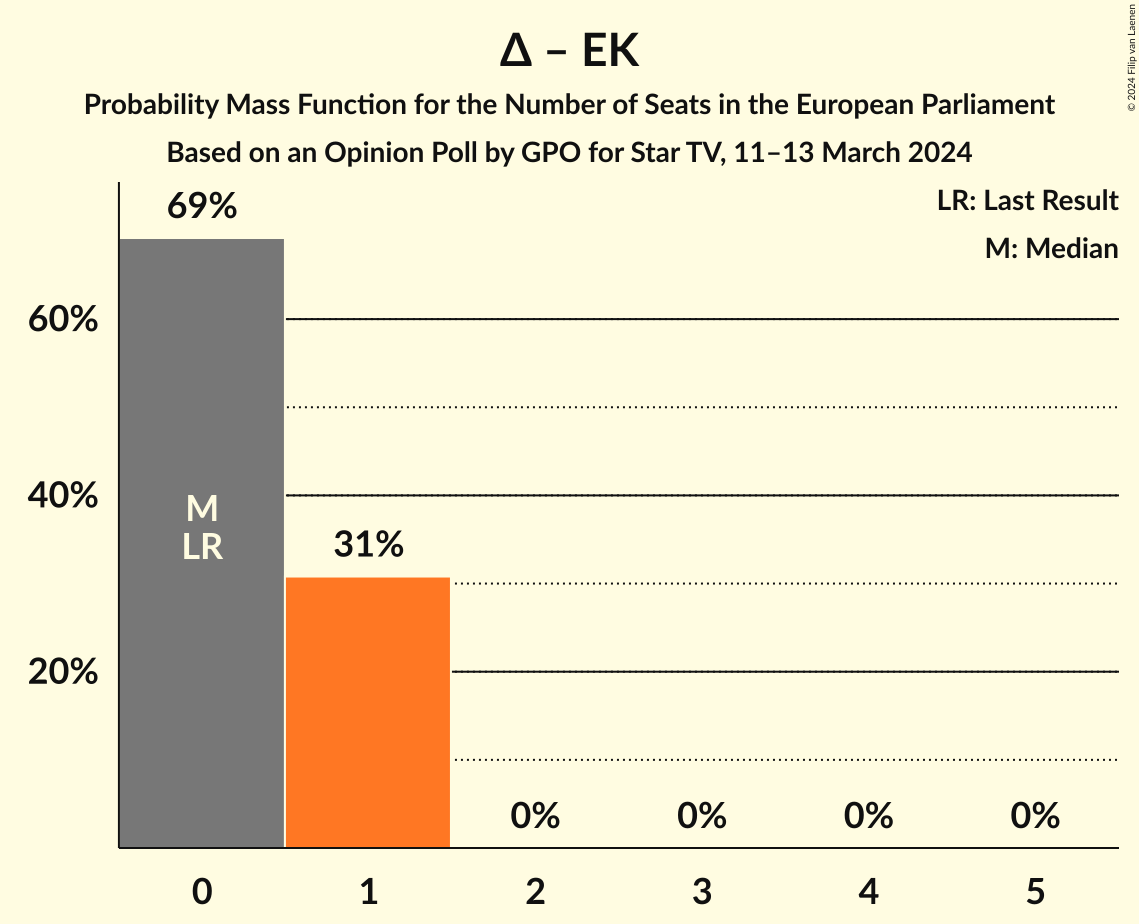 Δ – EK
Probability Mass Function for the Number of Seats in the European Parliament
Based on an Opinion Poll by GPO for Star TV, 11–13 March 2024
© 2024 Filip van Laenen
LR: Last Result
M: Median
69%
60%
40%
20%
M
LR
31%
0%
0%
0%
0%
0
1
2
3
4
5